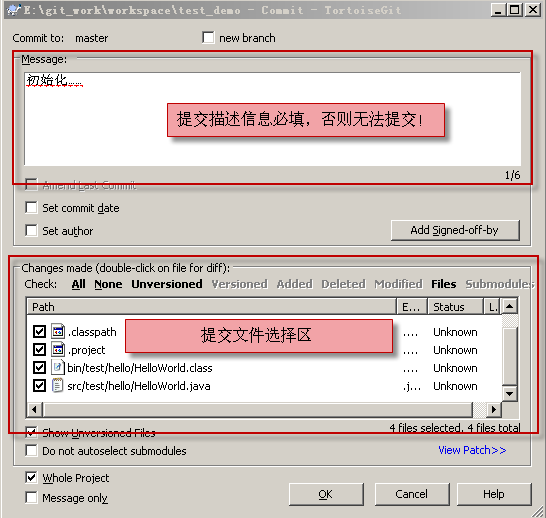 E:\git_work\workspace\test_demo - Commit - TortoiseGit
Commit to: master new branch
Message:
初始化……
提交描述信息必填，否则无法提交！
1/6
Amend Last Commit
Set commit date
Set author
Add Signed-off-by
Changes made (double-click on file for diff):
Check: All None Unversioned Versioned Added Deleted Modified Files Submodules
Path E... Status L.
.classpath .... Unknown
提交文件选择区
.project .... Unknown
bin/test/hello/HelloWorld.class .... Unknown
src/test/hello/HelloWorld.java .j... Unknown
Show Unversioned Files
4 files selected, 4 files total
Do not autoselect submodules
View Patch>>
Whole Project
Message only
OK Cancel Help